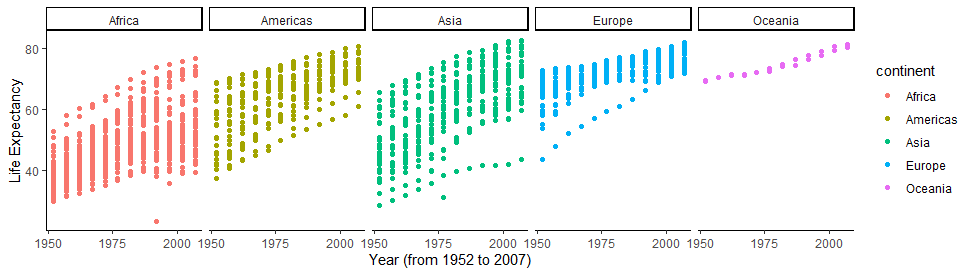 Africa Americas Asia Europe Oceania
80
60
40
Life Expectancy
1950 1975 2000 1950 1975 2000 1950 1975 2000 1950 1975 2000 1950 1975 2000
Year (from 1952 to 2007)
continent
Africa
Americas
Asia
Europe
Oceania